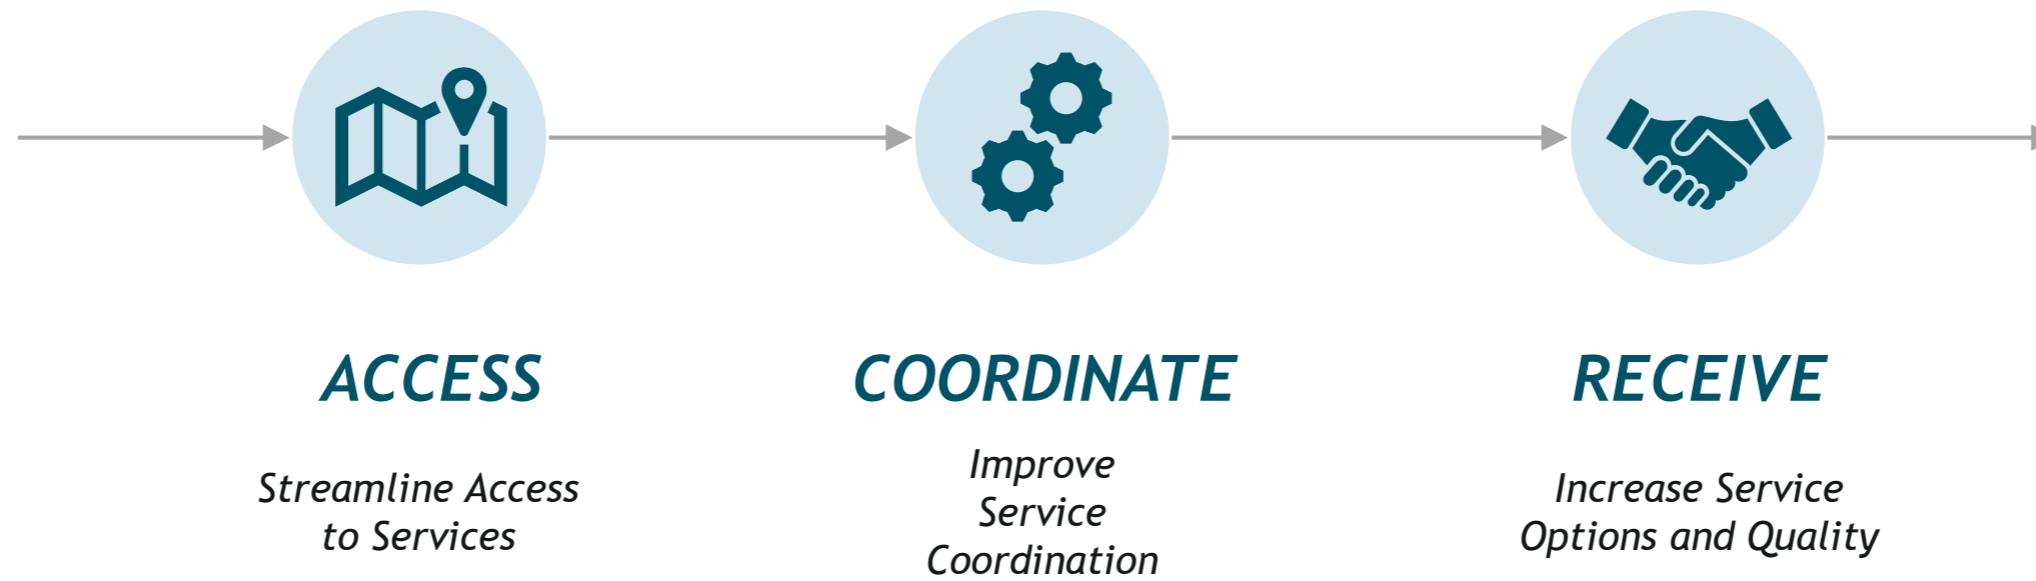 ACCESS
Streamline Access
to Services
COORDINATE
Improve
Service
Coordination
RECEIVE
Increase Service
Options and Quality